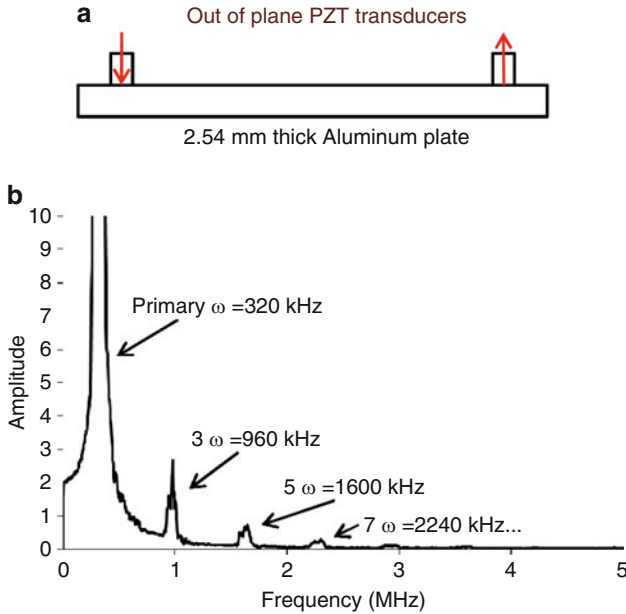 a
Out of plane PZT transducers
2.54 mm thick Aluminum plate
b
10
9
8
7
6
5
4
3
2
1
0
Amplitude
Primary ω =320 kHz
3 ω =960 kHz
5 ω =1600 kHz
7 ω =2240 kHz...
0
1
2
3
4
5
Frequency (MHz)